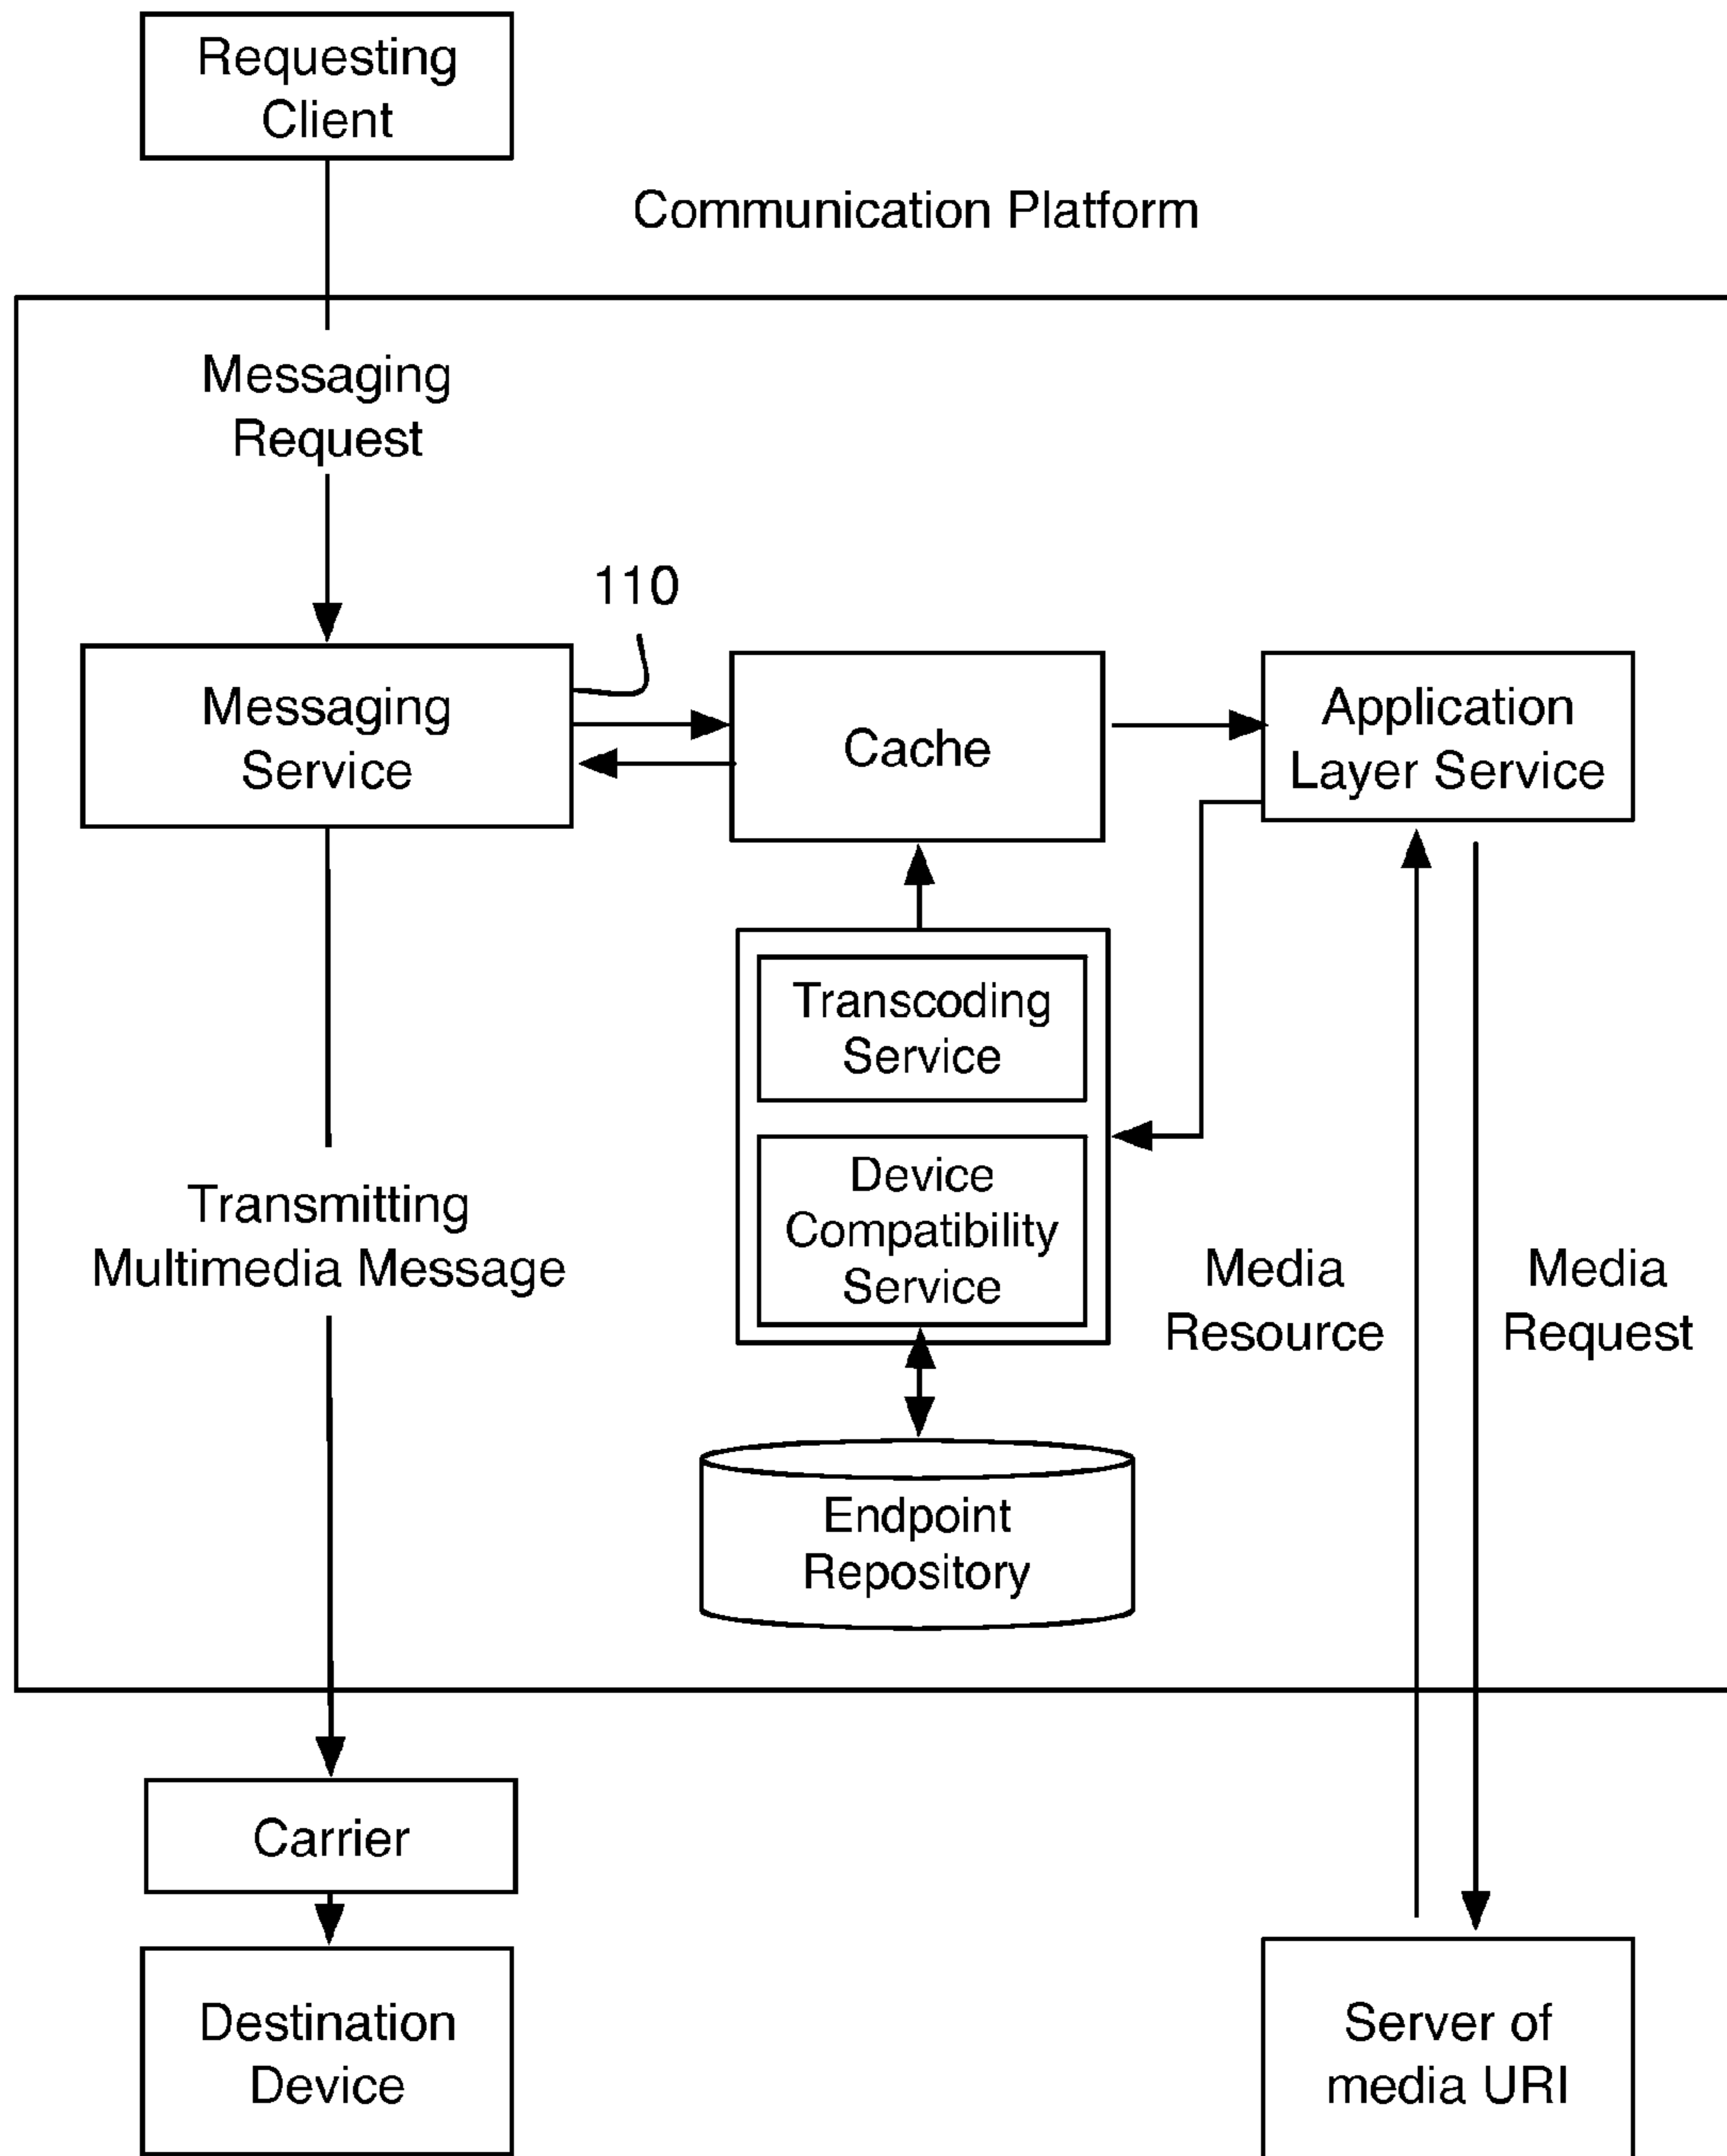 Requesting
Client
Communication Platform
Messaging
Request
110
Messaging
Service
Cache
Application
Layer Service
Transcoding
Service
Device
Compatibility
Service
Transmitting
Multimedia Message
Media
Resource
Media
Request
Endpoint
Repository
Carrier
Destination
Device
Server of
media URI